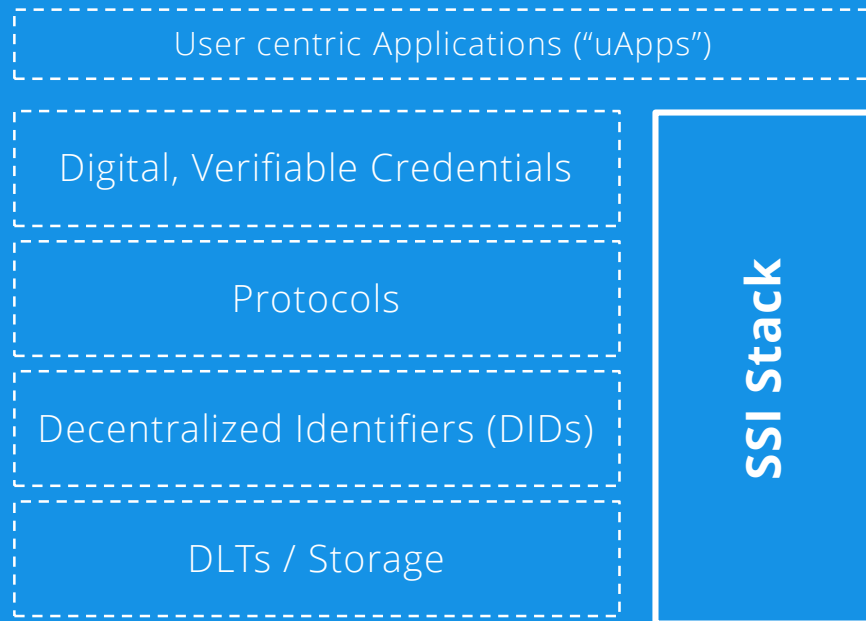 User centric Applications (“uApps”)
Digital, Verifiable Credentials
Protocols
Decentralized Identifiers (DIDs)
DLTs / Storage
SSI Stack